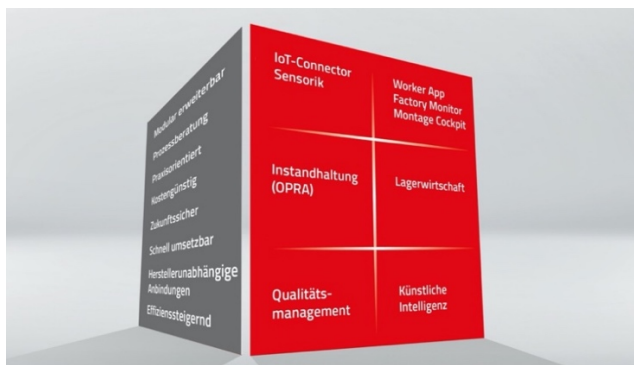 Modular erweiterbar
Prozessberatung
Praxisorientiert
Kostengünstig
Zukunftssicher
Schnell umsetzbar
Herstellerunabhängige
Anbindungen
Effizienssteigernd
IoT-Connector
Sensorik
Worker App
Factory Monitor
Montage Cockpit
Instandhaltung
(OPRA)
Lagerwirtschaft
Qualitäts-
management
Künstliche
Intelligenz